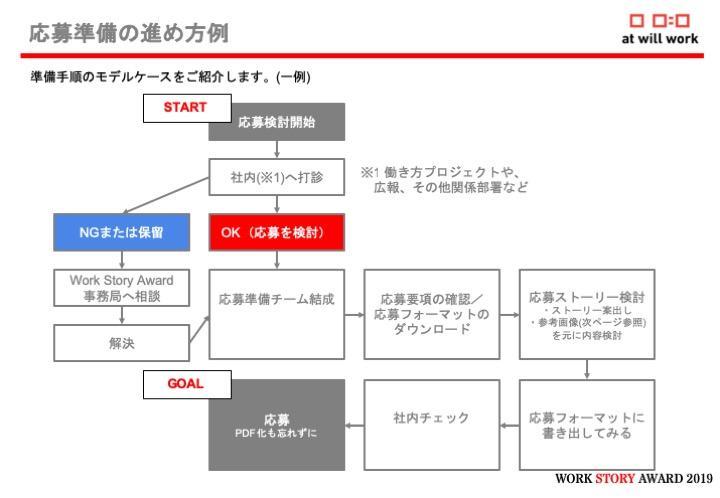 応募準備の進め方例
at will work
準備手順のモデルケースをご紹介します。(一例)
START
応募検討開始
社内(※1)へ打診
※1 働き方プロジェクトや、
広報、その他関係部署など
NGまたは保留
OK（応募を検討）
Work Story Award
事務局へ相談
解決
応募準備チーム結成
応募要項の確認／
応募フォーマットの
ダウンロード
応募ストーリー検討
・ストーリー案出し
・参考画像(次ページ参照)
を元に内容検討
GOAL
応募
PDF化も忘れずに
社内チェック
応募フォーマットに
書き出してみる
WORK STORY AWARD 2019